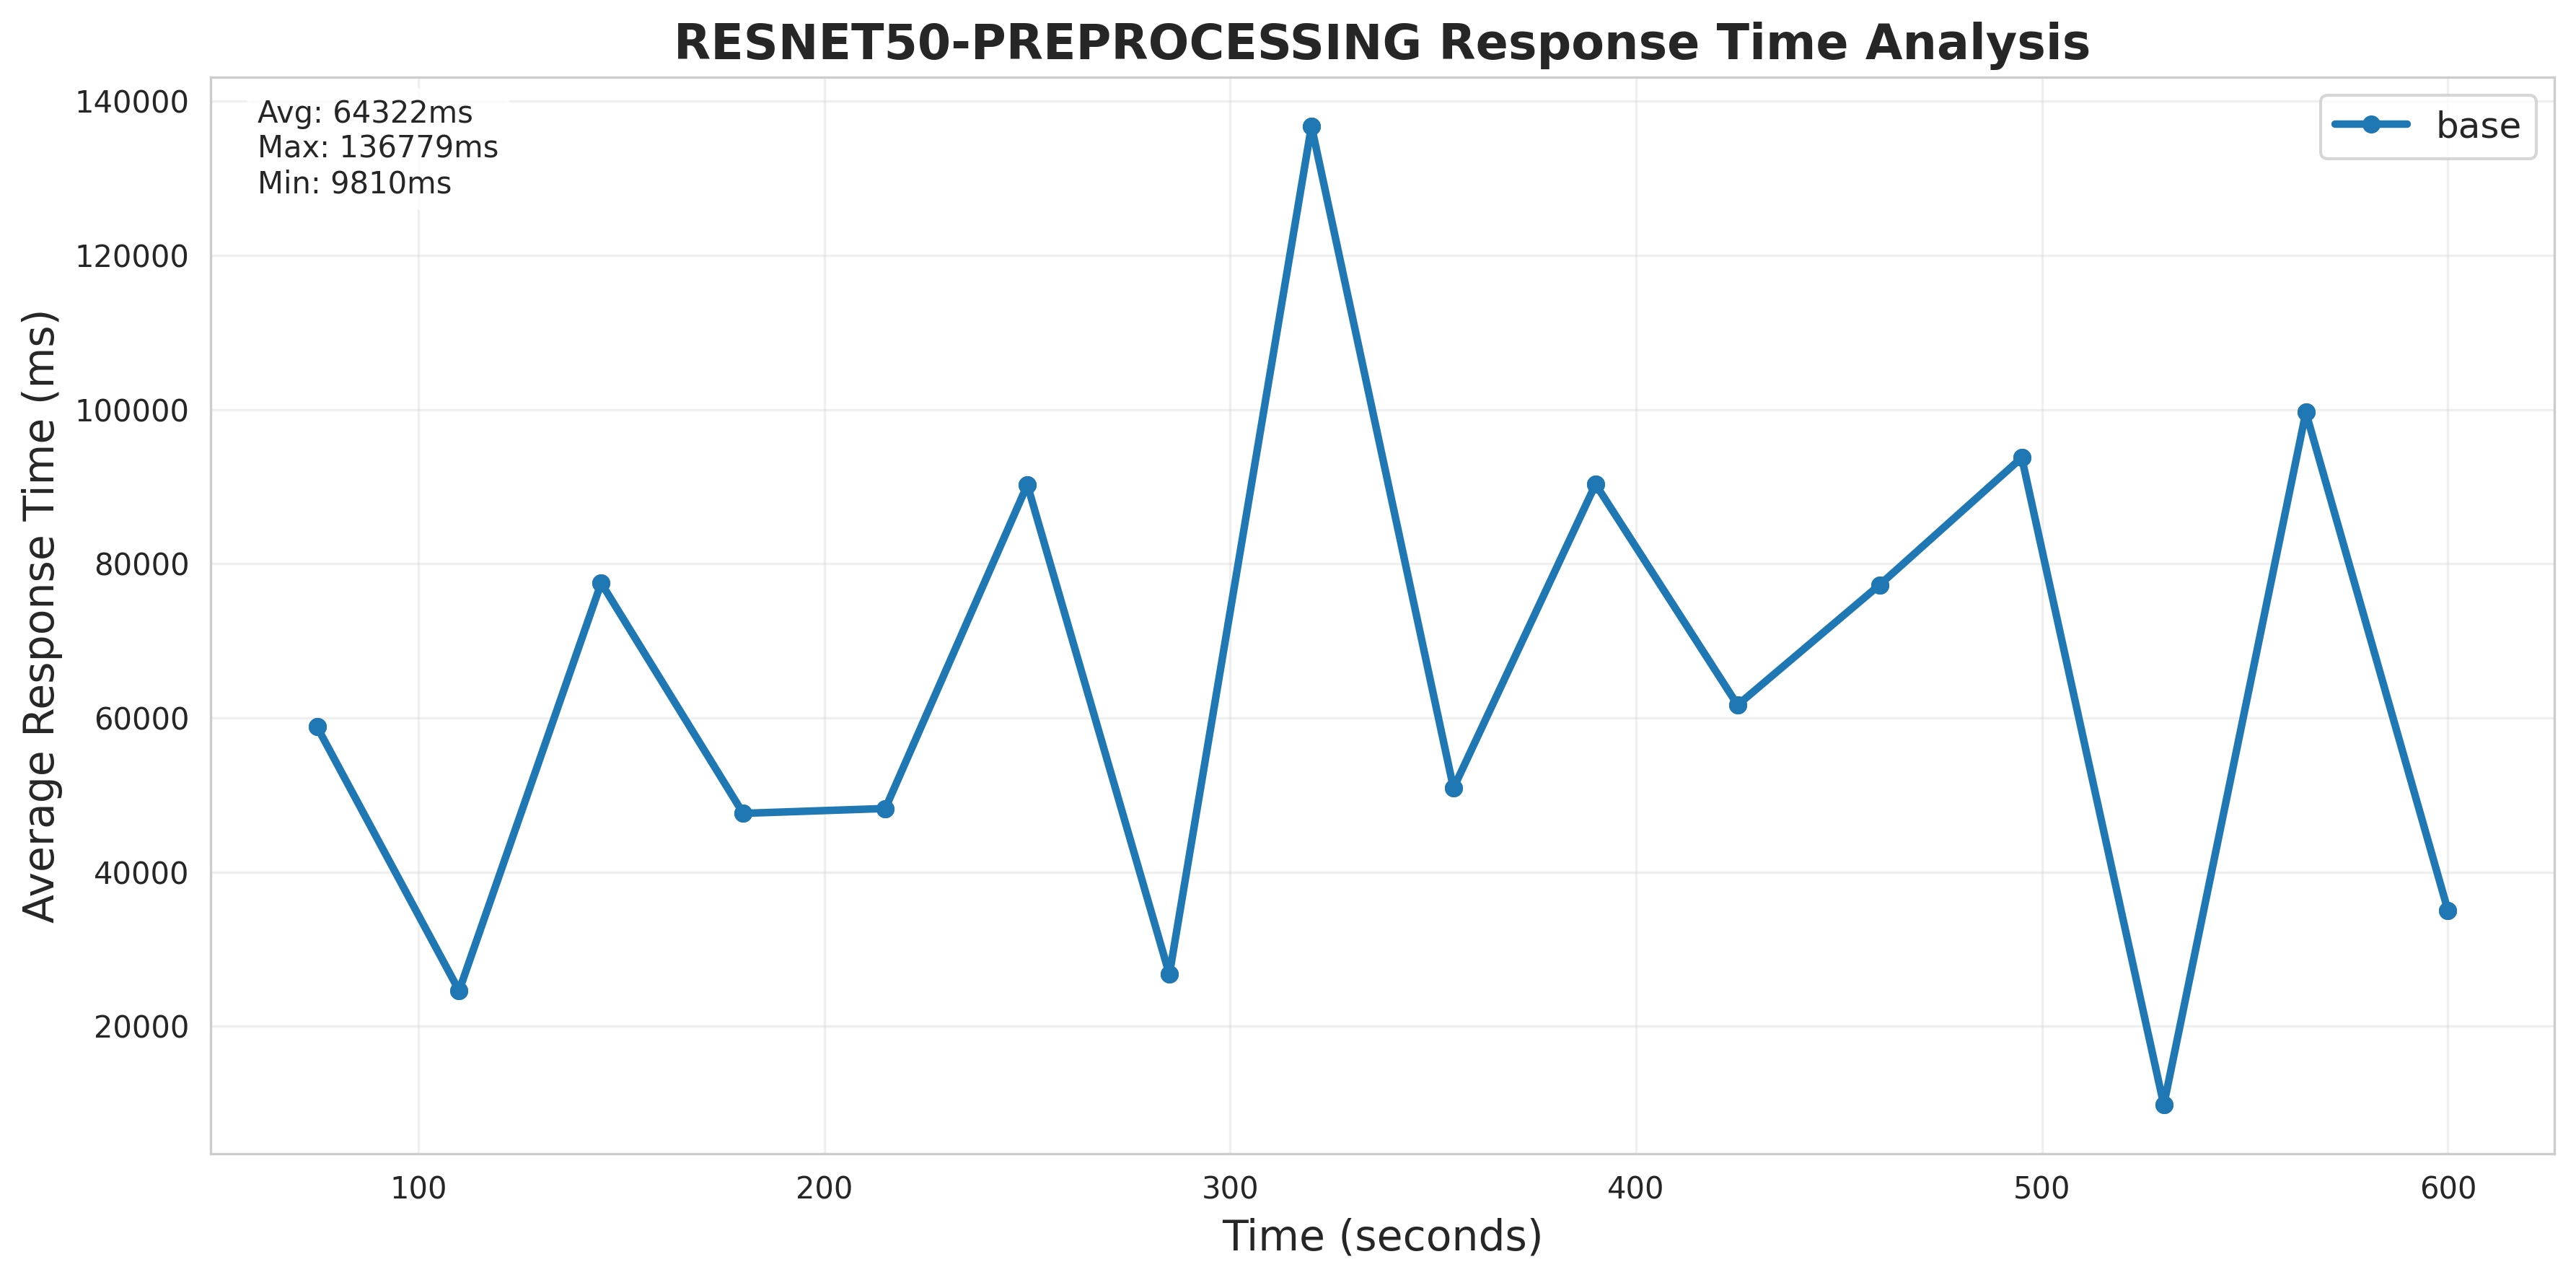 RESNET50-PREPROCESSING Response Time Analysis
Avg: 64322ms
Max: 136779ms
Min: 9810ms
base
Average Response Time (ms)
140000
120000
100000
80000
60000
40000
20000
100 200 300 400 500 600
Time (seconds)